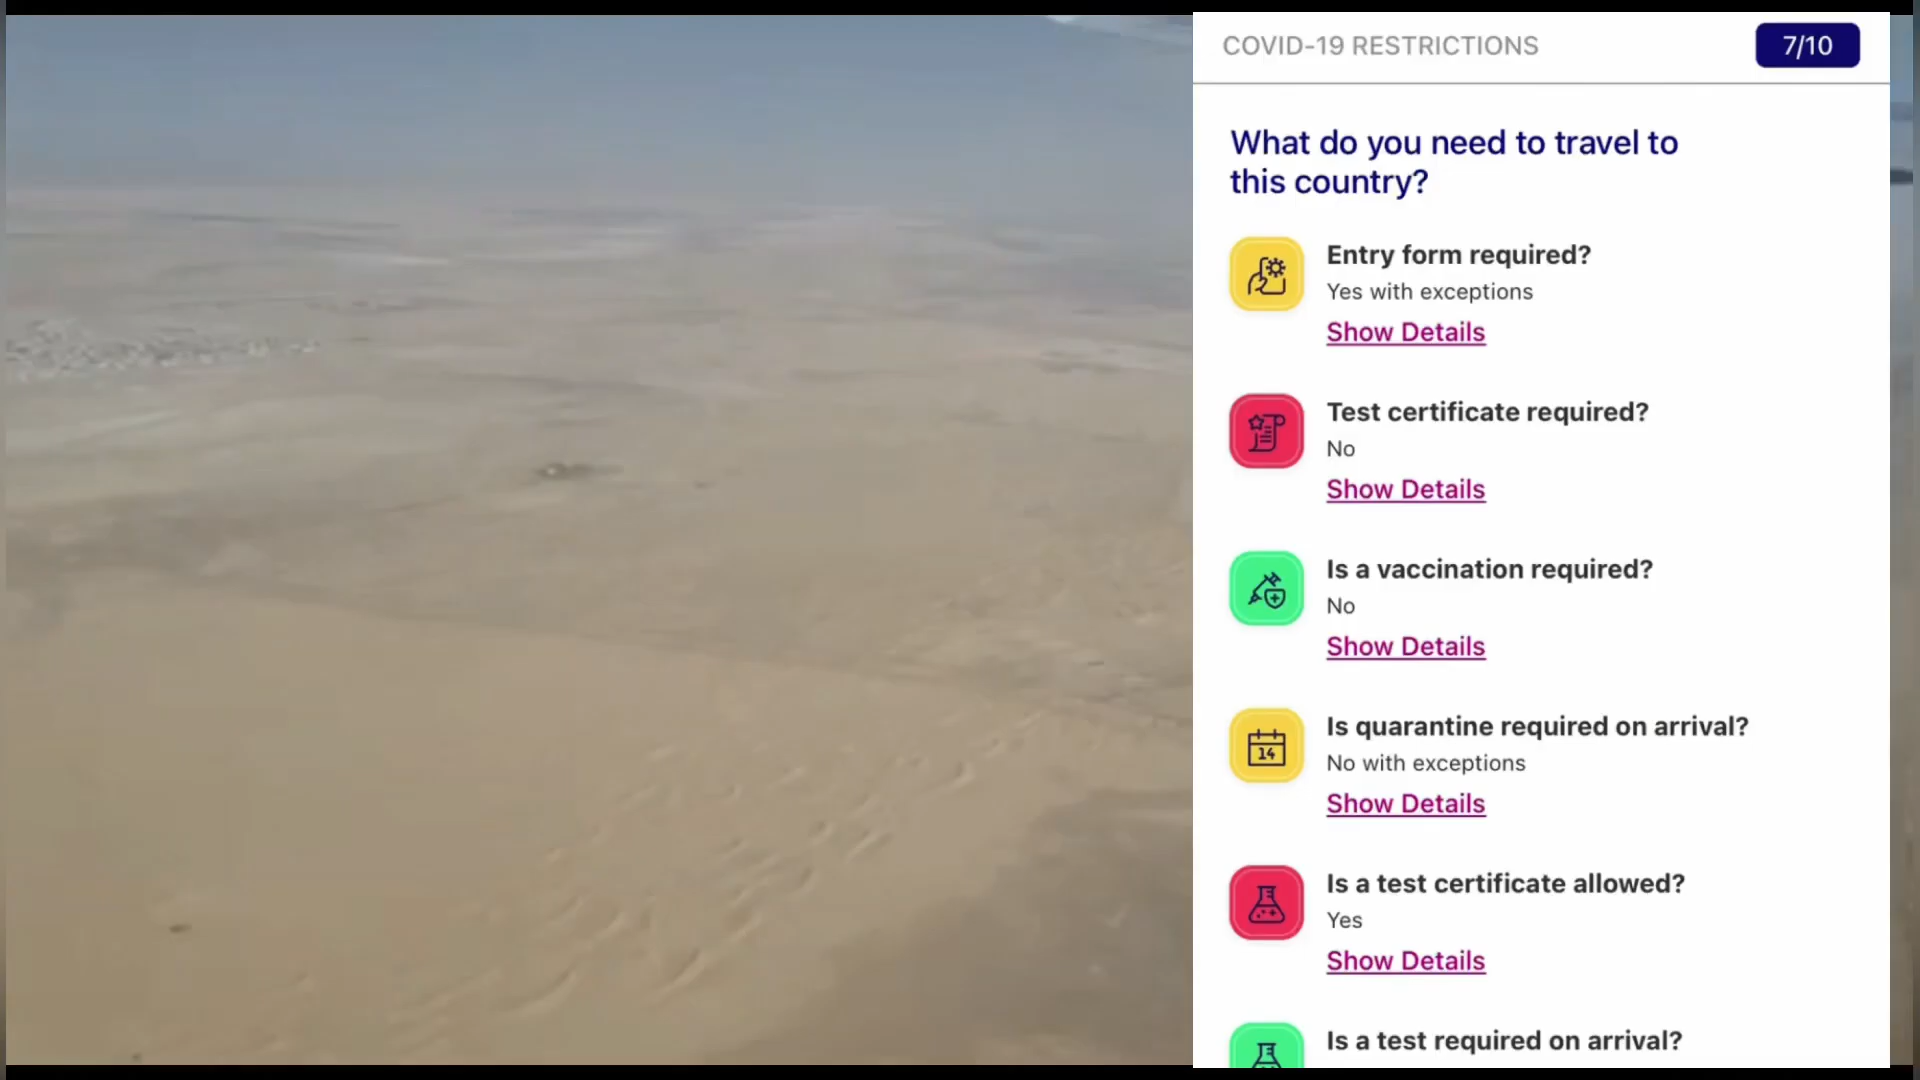 COVID-19 RESTRICTIONS
7/10
What do you need to travel to
this country?
Entry form required?
Yes with exceptions
Show Details
Test certificate required?
No
Show Details
Is a vaccination required?
No
Show Details
Is quarantine required on arrival?
14
No with exceptions
Show Details
Is a test certificate allowed?
Yes
Show Details
Is a test required on arrival?